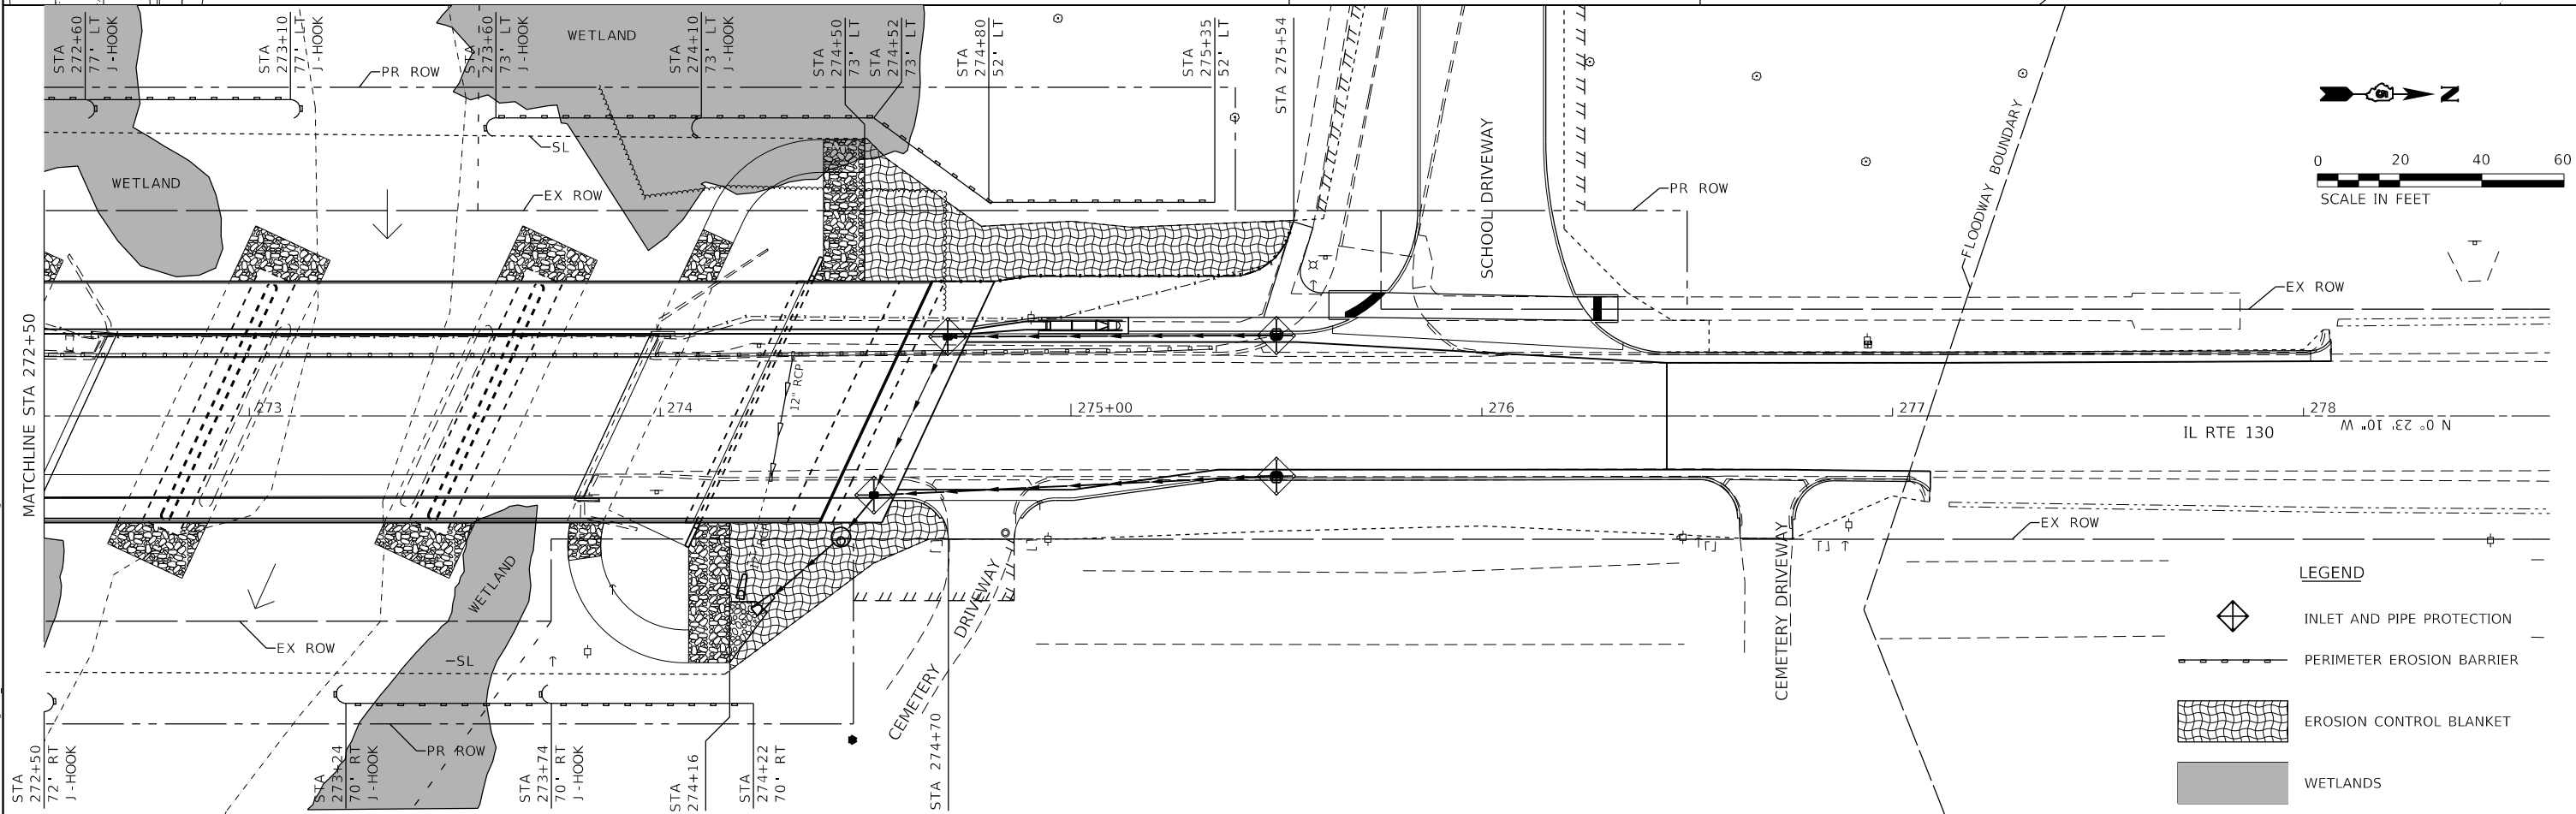 STA
272+60
77' LT
J-HOOK
STA
273+10
77' LT
J-HOOK
STA
273+60
73' LT
J-HOOK
STA
274+10
73' LT
J-HOOK
STA
274+50
73' LT
STA
274+52
73' LT
STA
274+80
52' LT
STA
275+35
52' LT
STA 275+54
WETLAND
PR ROW
SL
WETLAND
EX ROW
SCHOOL DRIVEWAY
PR ROW
FLOODWAY BOUNDARY
N
0 20 40 60
SCALE IN FEET
EX ROW
MATCHLINE STA 272+50
12" RCP
273
274
275+00
276
277
278
IL RTE 130
N 0° 23' 10" W
EX ROW
WETLAND
EX ROW
SL
PR ROW
CEMETERY DRIVEWAY
CEMETERY DRIVEWAY
STA
272+50
72' RT
J-HOOK
STA
273+24
70' RT
J-HOOK
STA
273+74
70' RT
J-HOOK
STA
274+16
STA
274+22
70' RT
STA 274+70
LEGEND
INLET AND PIPE PROTECTION
PERIMETER EROSION BARRIER
EROSION CONTROL BLANKET
WETLANDS